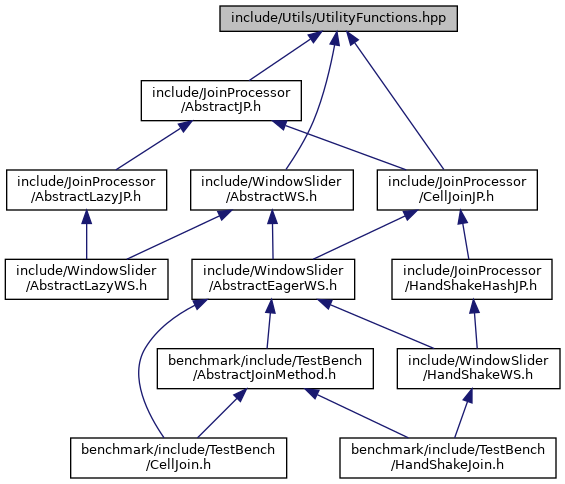 include/Utils/UtilityFunctions.hpp
include/JoinProcessor
/AbstractJP.h
include/JoinProcessor
/AbstractLazyJP.h
include/WindowSlider
/AbstractWS.h
include/JoinProcessor
/CellJoinJP.h
include/WindowSlider
/AbstractLazyWS.h
include/WindowSlider
/AbstractEagerWS.h
include/JoinProcessor
/HandShakeHashJP.h
benchmark/include/TestBench
/AbstractJoinMethod.h
include/WindowSlider
/HandShakeWS.h
benchmark/include/TestBench
/CellJoin.h
benchmark/include/TestBench
/HandShakeJoin.h